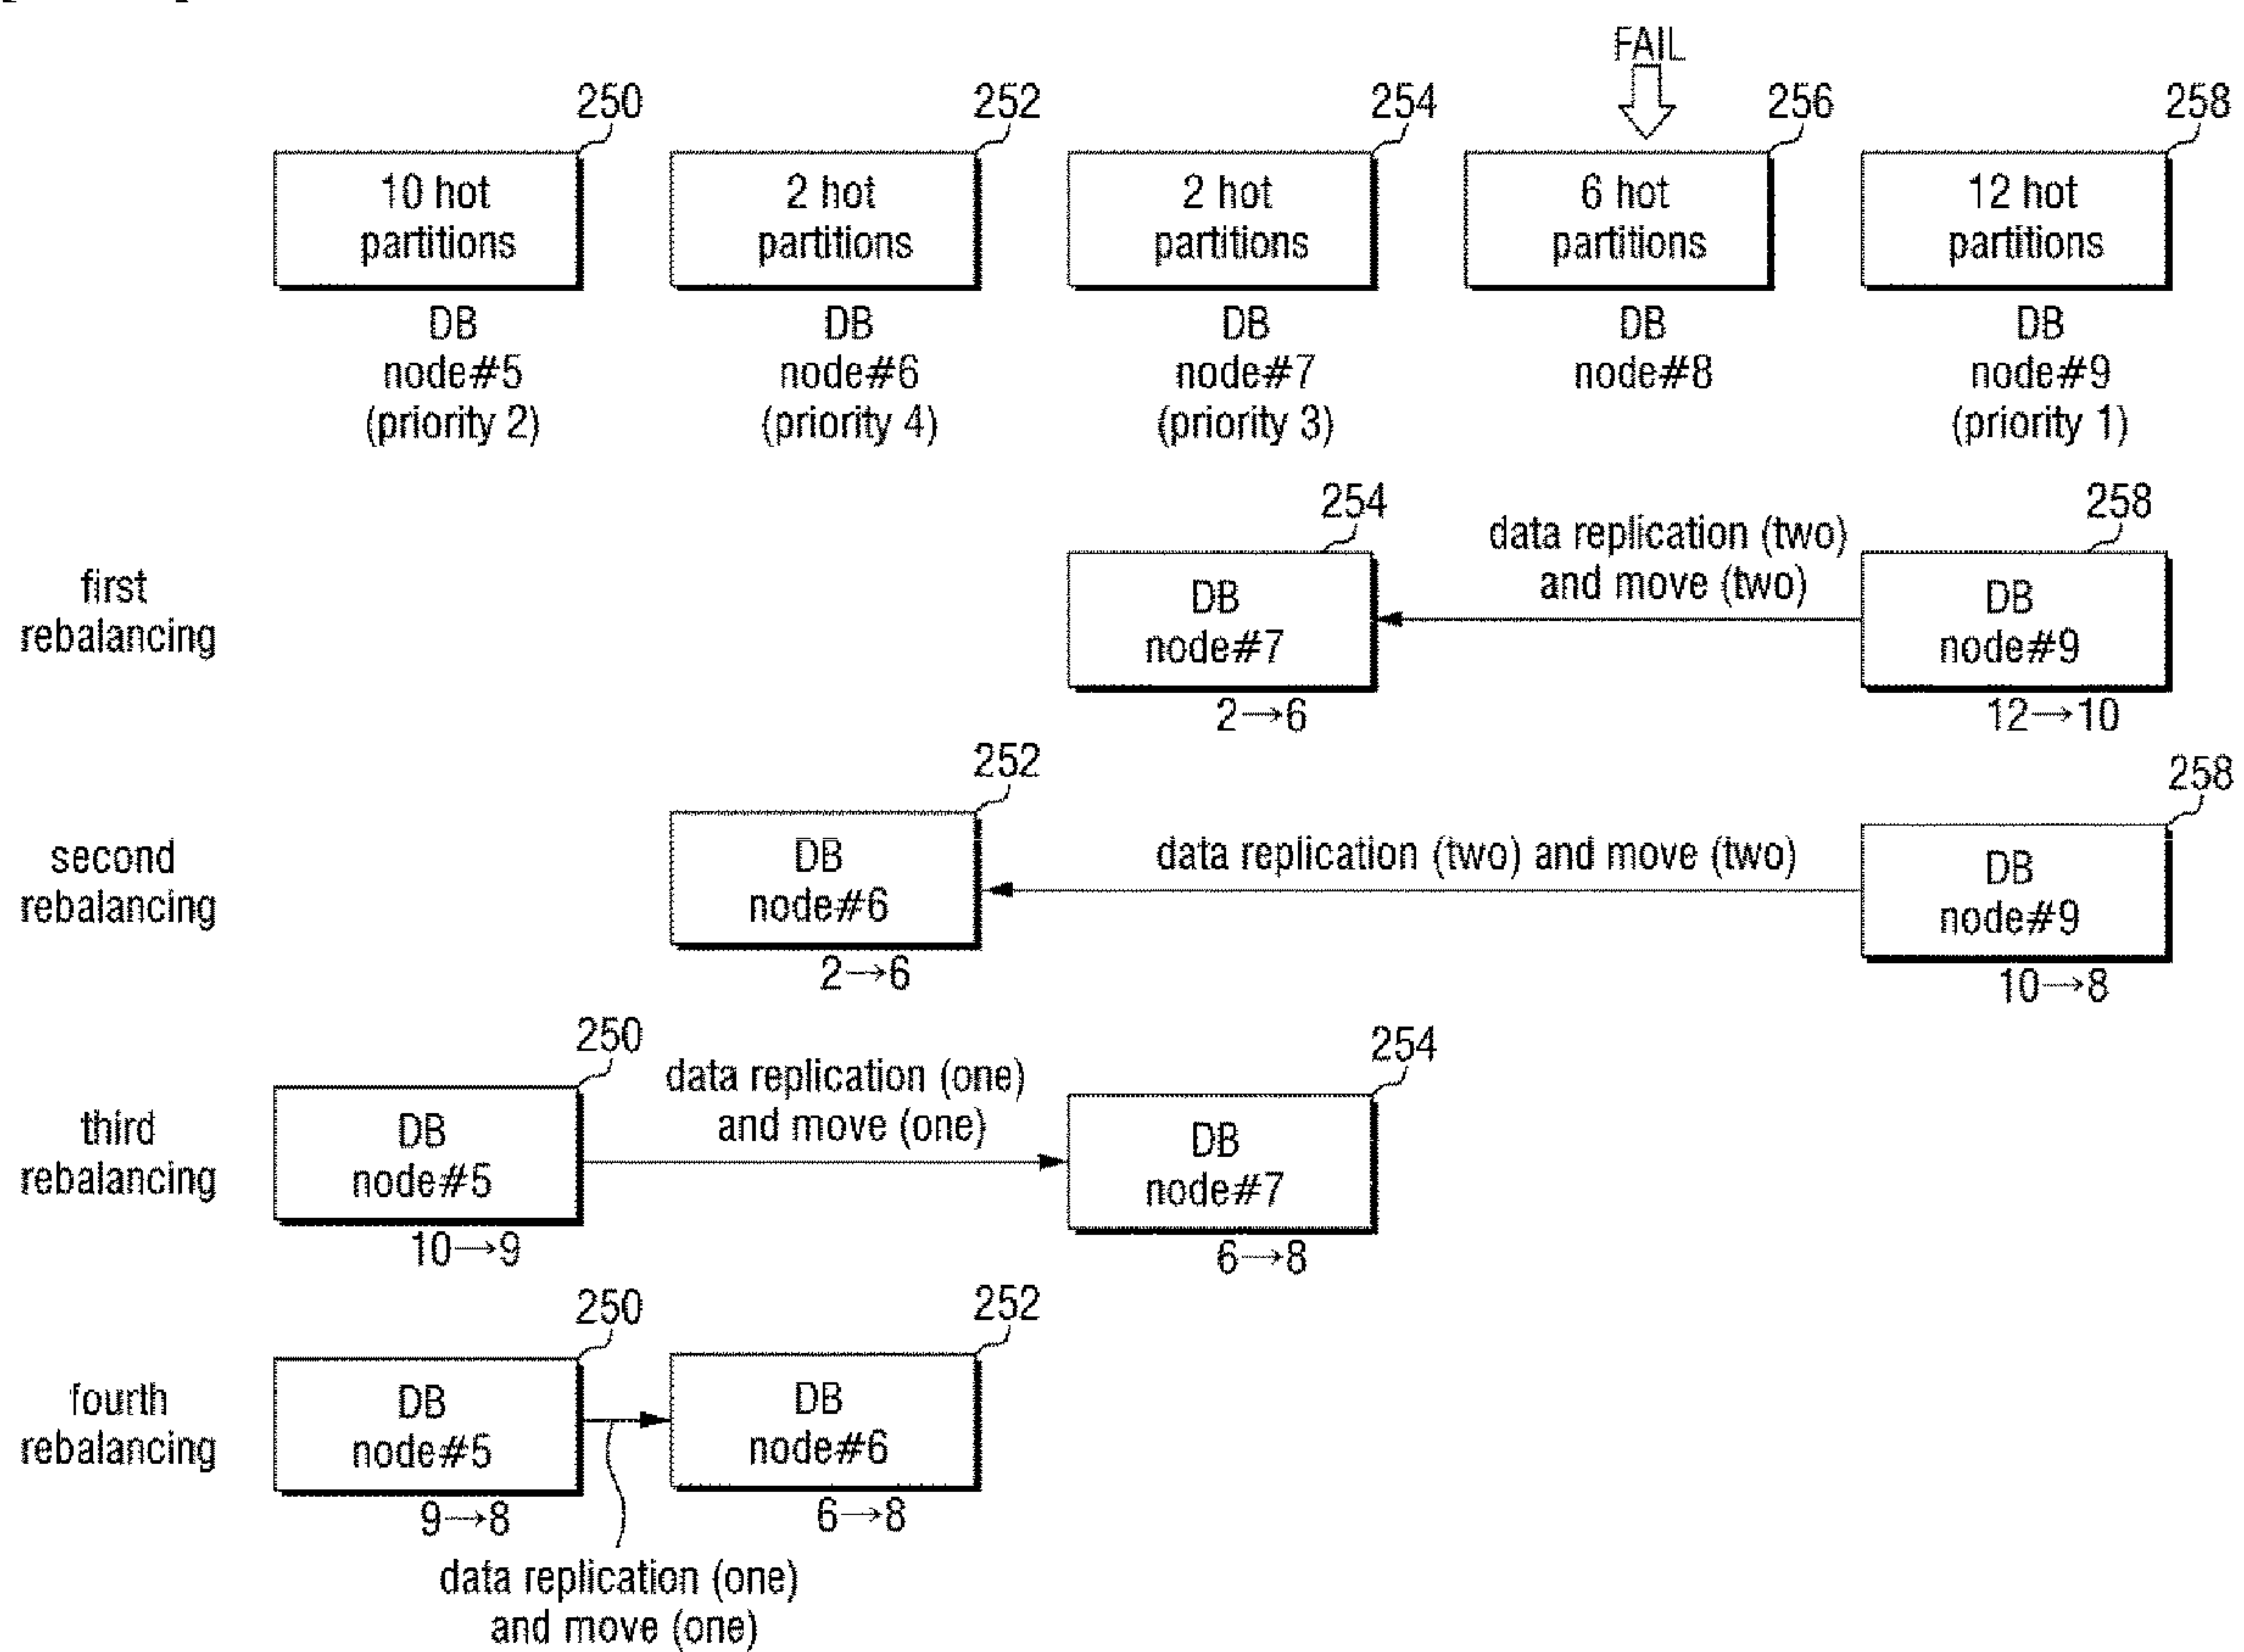 FAIL
250
252
254
256
258
10 hot
partitions
2 hot
partitions
2 hot
partitions
6 hot
partitions
12 hot
partitions
DB
node#5
(priority 2)
DB
node#6
(priority 4)
DB
node#7
(priority 3)
DB
node#8
DB
node#9
(priority 1)
first
rebalancing
254
DB
node#7
2→6
data replication (two)
and move (two)
258
DB
node#9
12→10
second
rebalancing
252
DB
node#6
2→6
data replication (two) and move (two)
258
DB
node#9
10→8
third
rebalancing
250
DB
node#5
10→9
data replication (one)
and move (one)
254
DB
node#7
6→8
fourth
rebalancing
250
DB
node#5
9→8
252
DB
node#6
6→8
data replication (one)
and move (one)